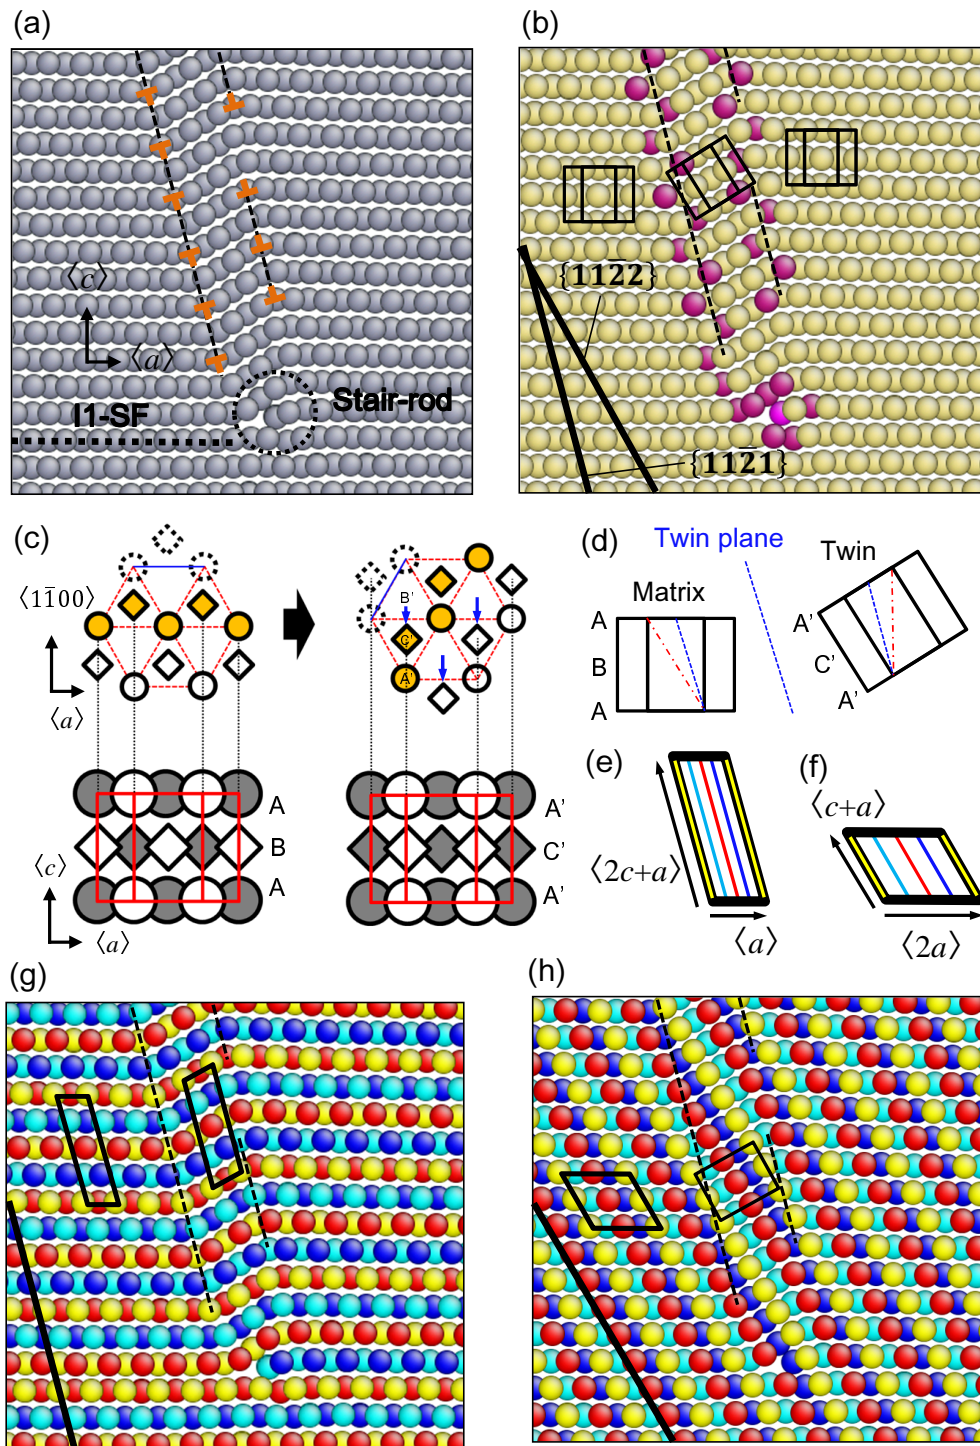 (a)
(b)
⟨c⟩
⟨a⟩
I1-SF
Stair-rod
{112̄2}
{112̄1}
(c)
⟨11̄00⟩
⟨a⟩
B'
C'
A'
⟨c⟩
⟨a⟩
A
B
A
A'
C'
A'
(d)
Twin plane
Matrix
Twin
A
B
A
A'
C'
A'
(e)
⟨2c+a⟩
⟨a⟩
(f)
⟨c+a⟩
⟨2a⟩
(g)
(h)